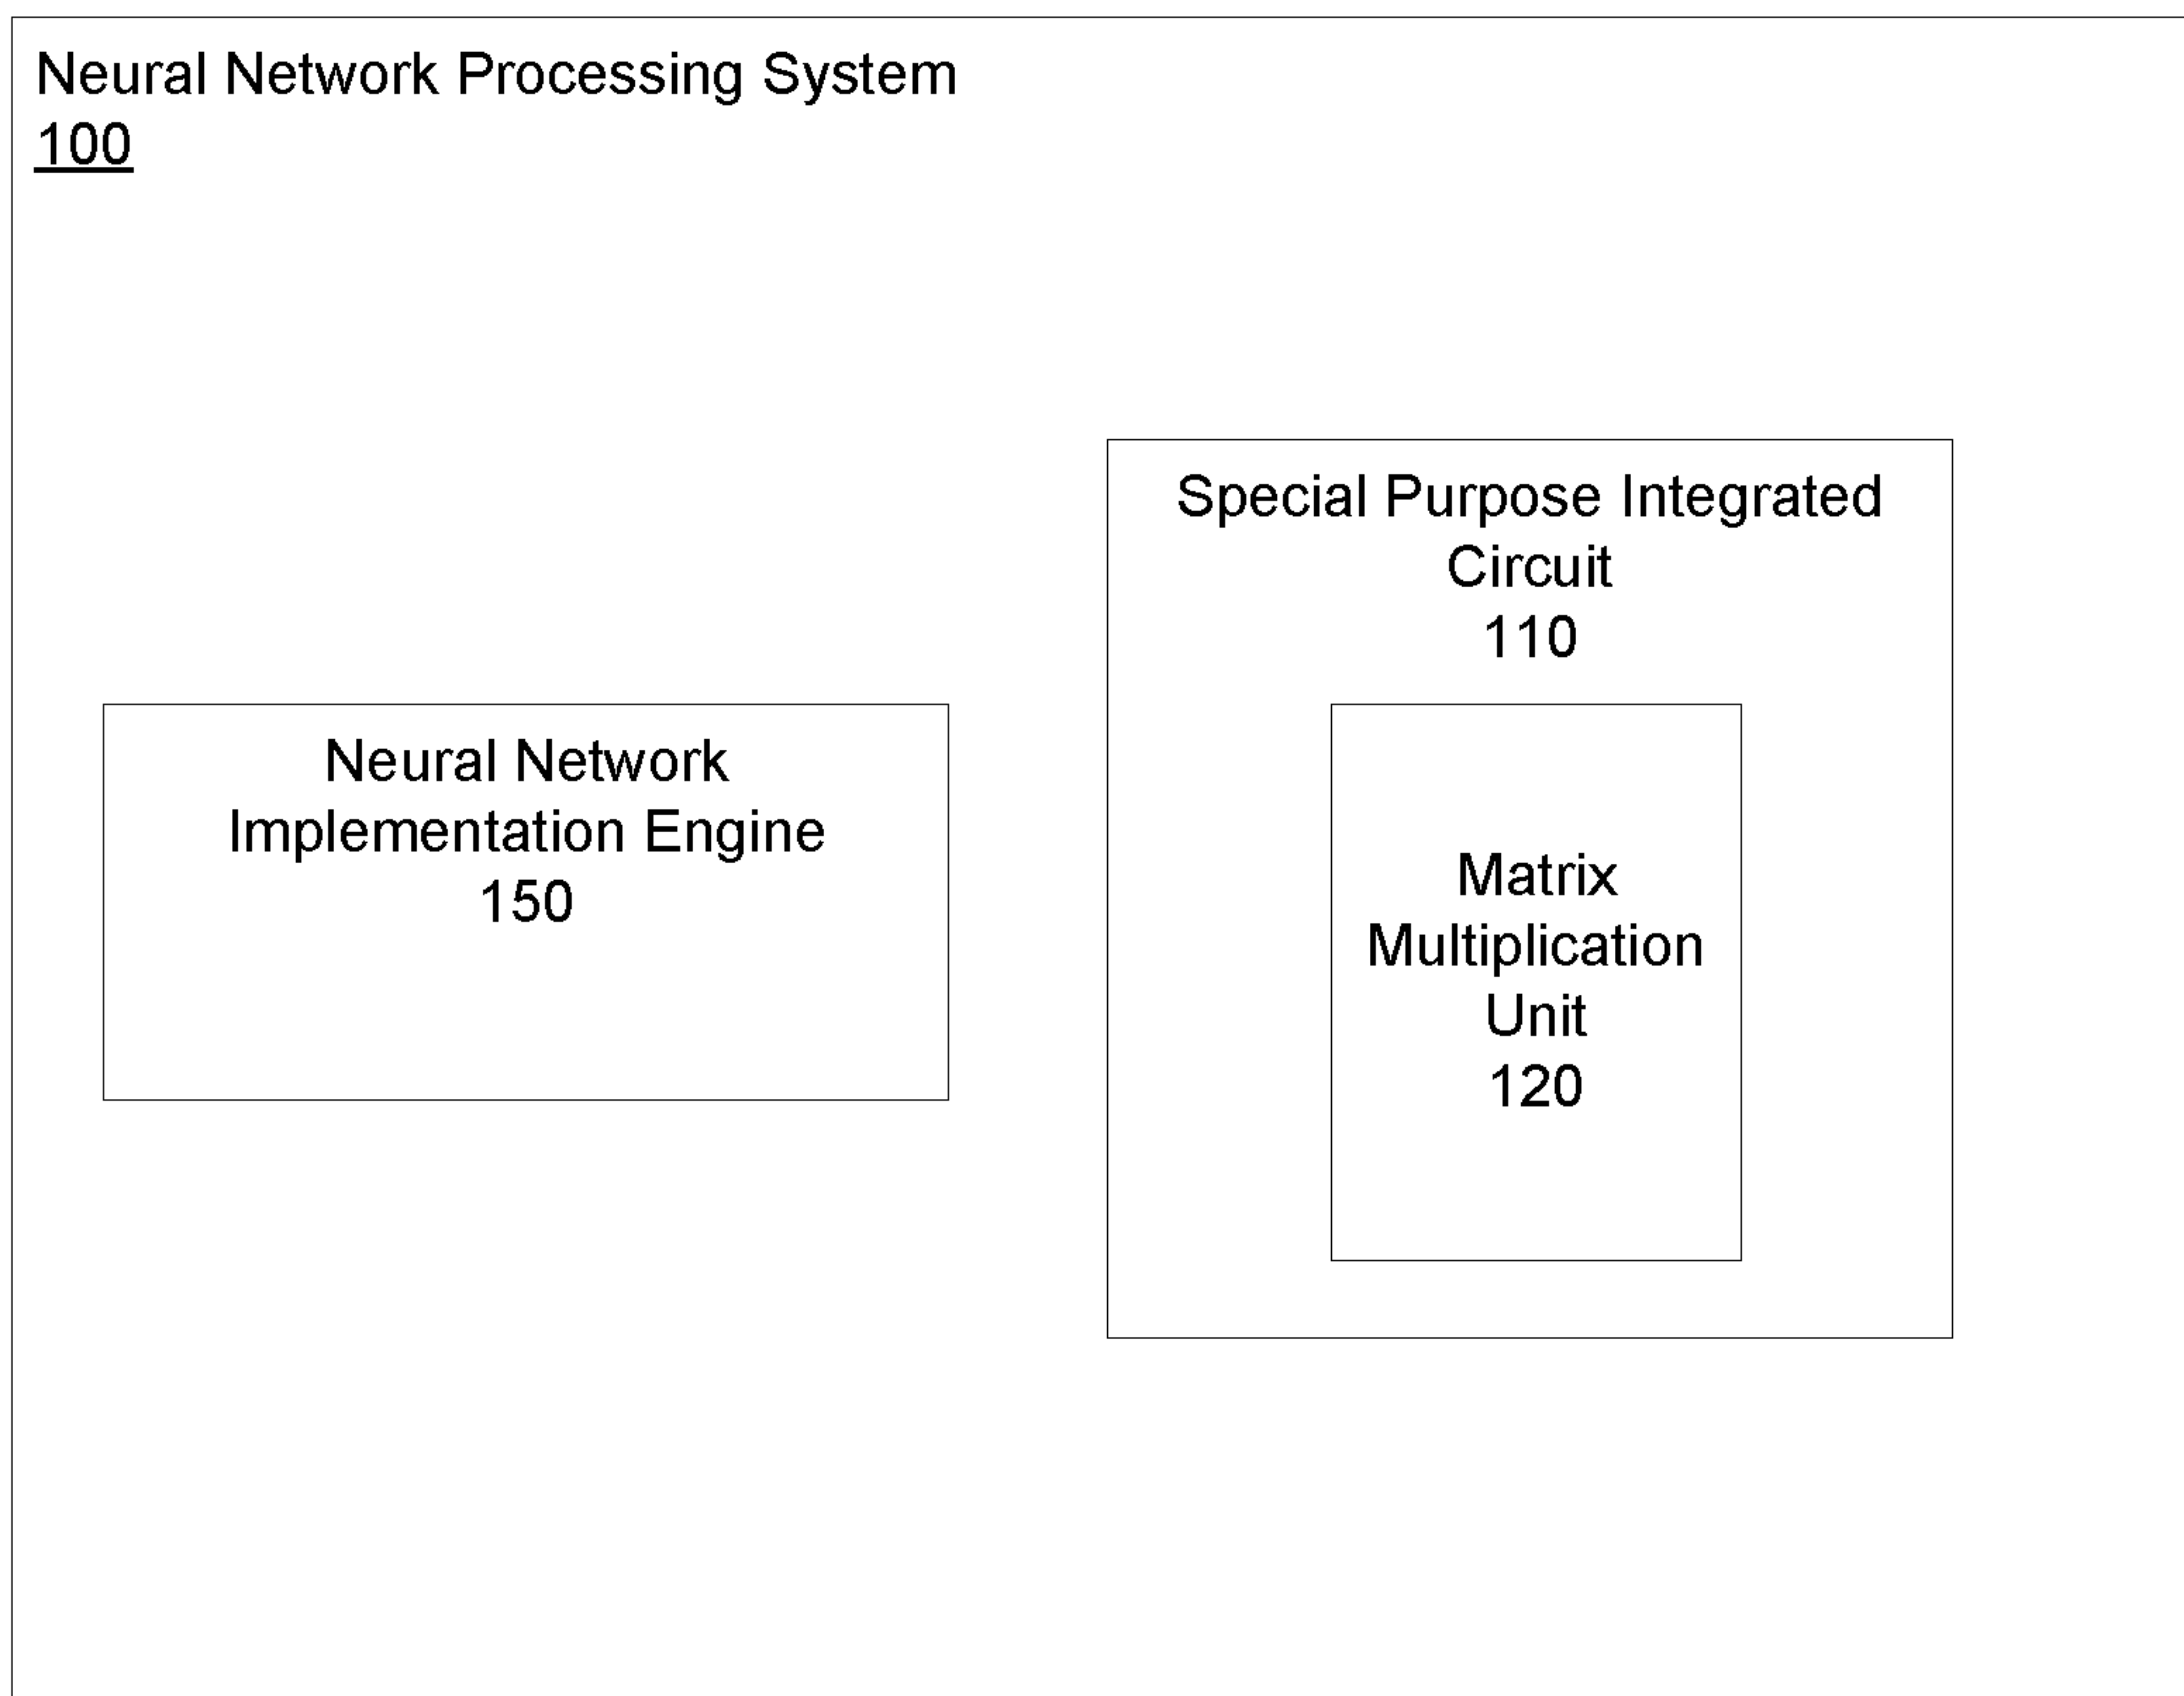 Neural Network Processing System
100
Special Purpose Integrated
Circuit
110
Neural Network
Implementation Engine
150
Matrix
Multiplication
Unit
120